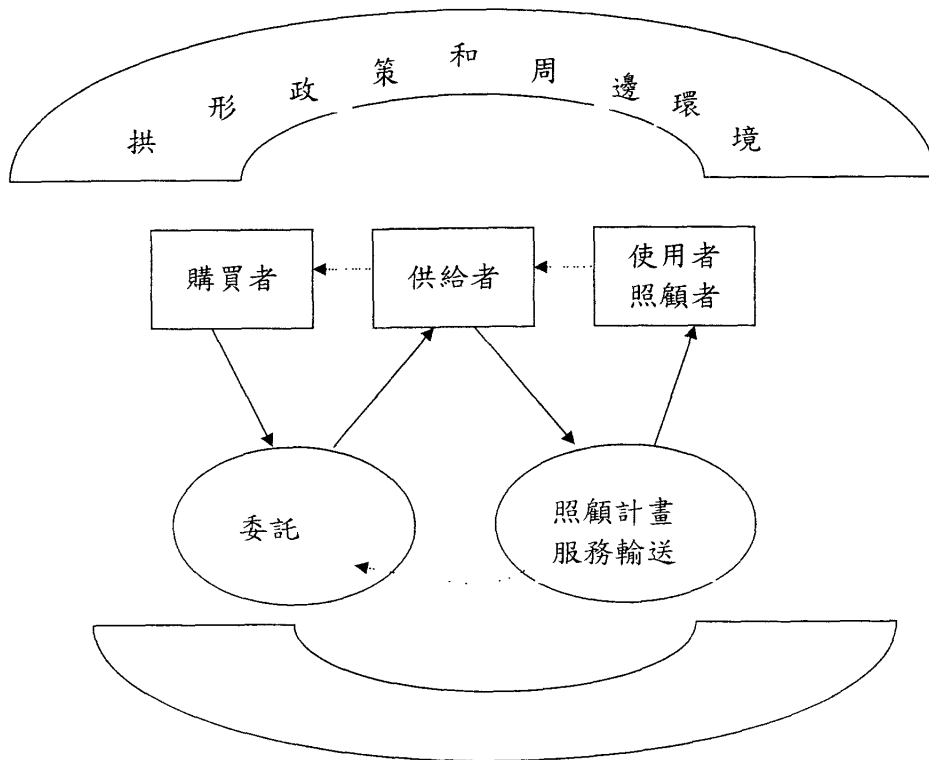 拱形政策和周邊環境
購買者
供給者
使用者
照顧者
委託
照顧計畫
服務輸送